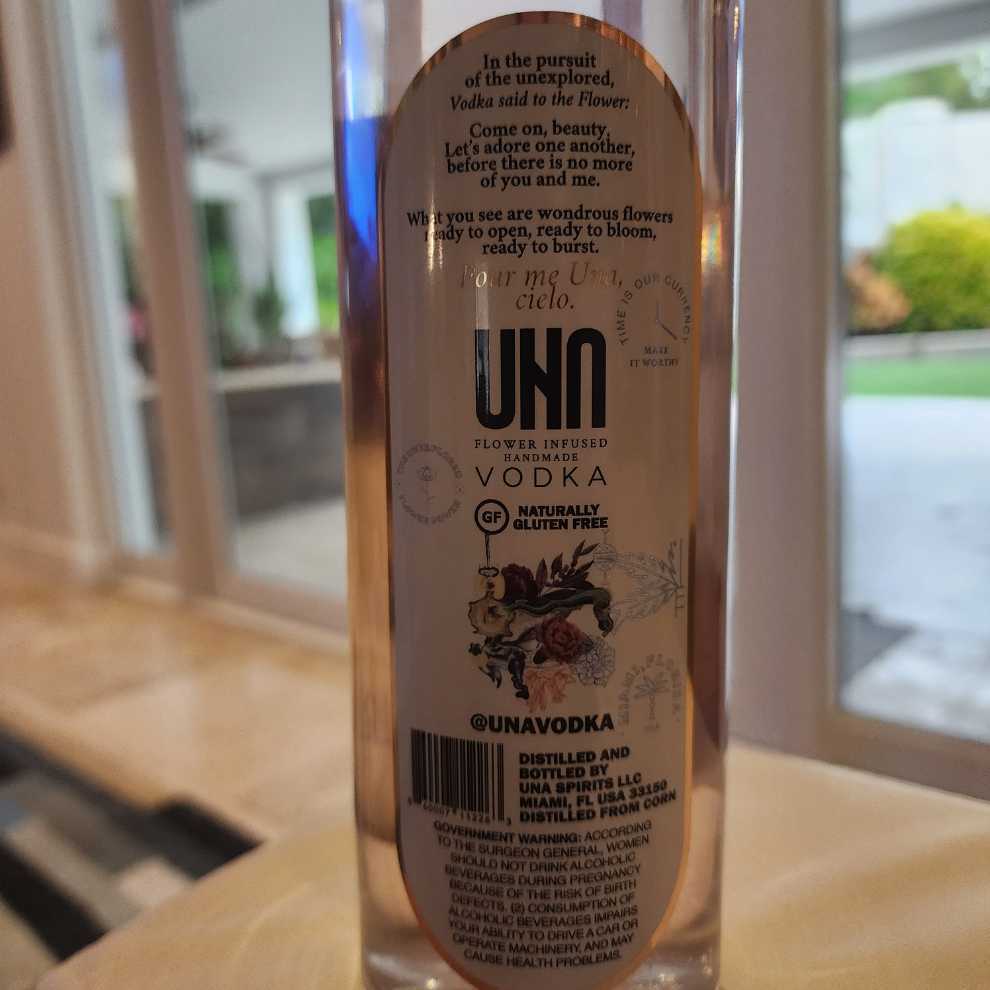 In the pursuit
of the unexplored,
Vodka said to the Flower:
Come on, beauty,
Let's adore one another,
before there is no more
of you and me.
What you see are wondrous flowers
ready to open, ready to bloom,
ready to burst.
Pour me Una,
cielo.
TIME IS OUR CURRENCY
MAKE
IT WORTHY
UNA
FLOWER INFUSED
HANDMADE
VODKA
GF NATURALLY
GLUTEN FREE
MIAMI, FLORIDA
@UNAVODKA
DISTILLED AND
BOTTLED BY
UNA SPIRITS LLC
MIAMI, FL USA 33150
DISTILLED FROM CORN
GOVERNMENT WARNING: ACCORDING
TO THE SURGEON GENERAL, WOMEN
SHOULD NOT DRINK ALCOHOLIC
BEVERAGES DURING PREGNANCY
BECAUSE OF THE RISK OF BIRTH
DEFECTS. (2) CONSUMPTION OF
ALCOHOLIC BEVERAGES IMPAIRS
YOUR ABILITY TO DRIVE A CAR OR
OPERATE MACHINERY, AND MAY
CAUSE HEALTH PROBLEMS.